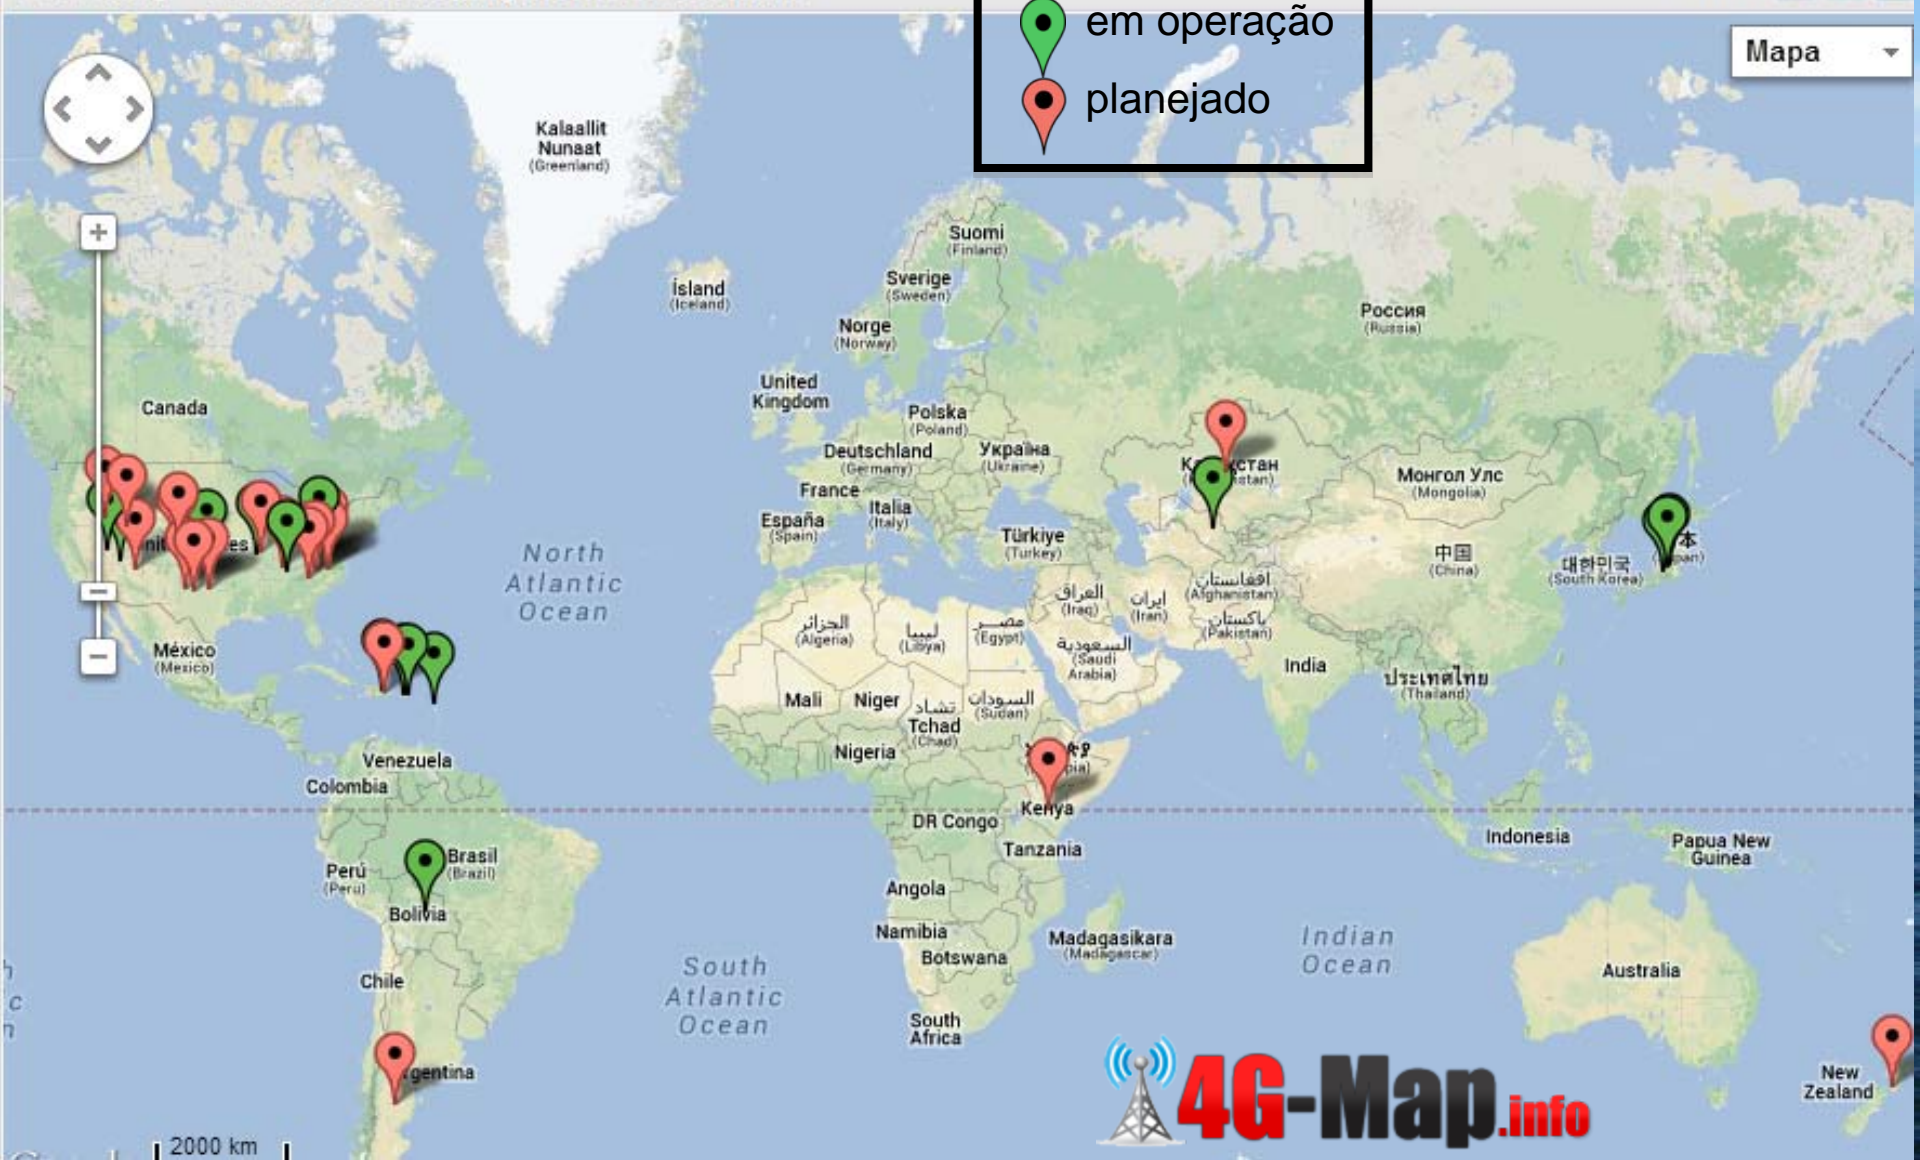 em operação
planejado
Mapa
Kalaallit
Nunaat
(Greenland)
Suomi
(Finland)
Sverige
(Sweden)
Ísland
(Iceland)
Norge
(Norway)
Россия
(Russia)
United
Kingdom
Canada
Polska
(Poland)
Deutschland
(Germany)
Україна
(Ukraine)
France
Italia
(Italy)
España
(Spain)
Türkiye
(Turkey)
Монгол Улс
(Mongolia)
North
Atlantic
Ocean
中国
(China)
대한민국
(South Korea)
العراق
(Iraq)
ایران
(Iran)
افغانستان
(Afghanistan)
پاکستان
(Pakistan)
الجزائر
(Algeria)
ليبيا
(Libya)
مصر
(Egypt)
السعودية
(Saudi
Arabia)
México
(Mexico)
India
ประเทศไทย
(Thailand)
Mali
Niger
تشاد
Tchad
(Chad)
السودان
(Sudan)
Nigeria
Venezuela
Colombia
Kenya
DR Congo
Tanzania
Indonesia
Papua New
Guinea
Brasil
(Brazil)
Perú
(Peru)
Angola
Bolivia
Namibia
Botswana
Madagasikara
(Madagascar)
Indian
Ocean
Australia
Chile
South
Atlantic
Ocean
South
Africa
New
Zealand
4G-Map.info
2000 km